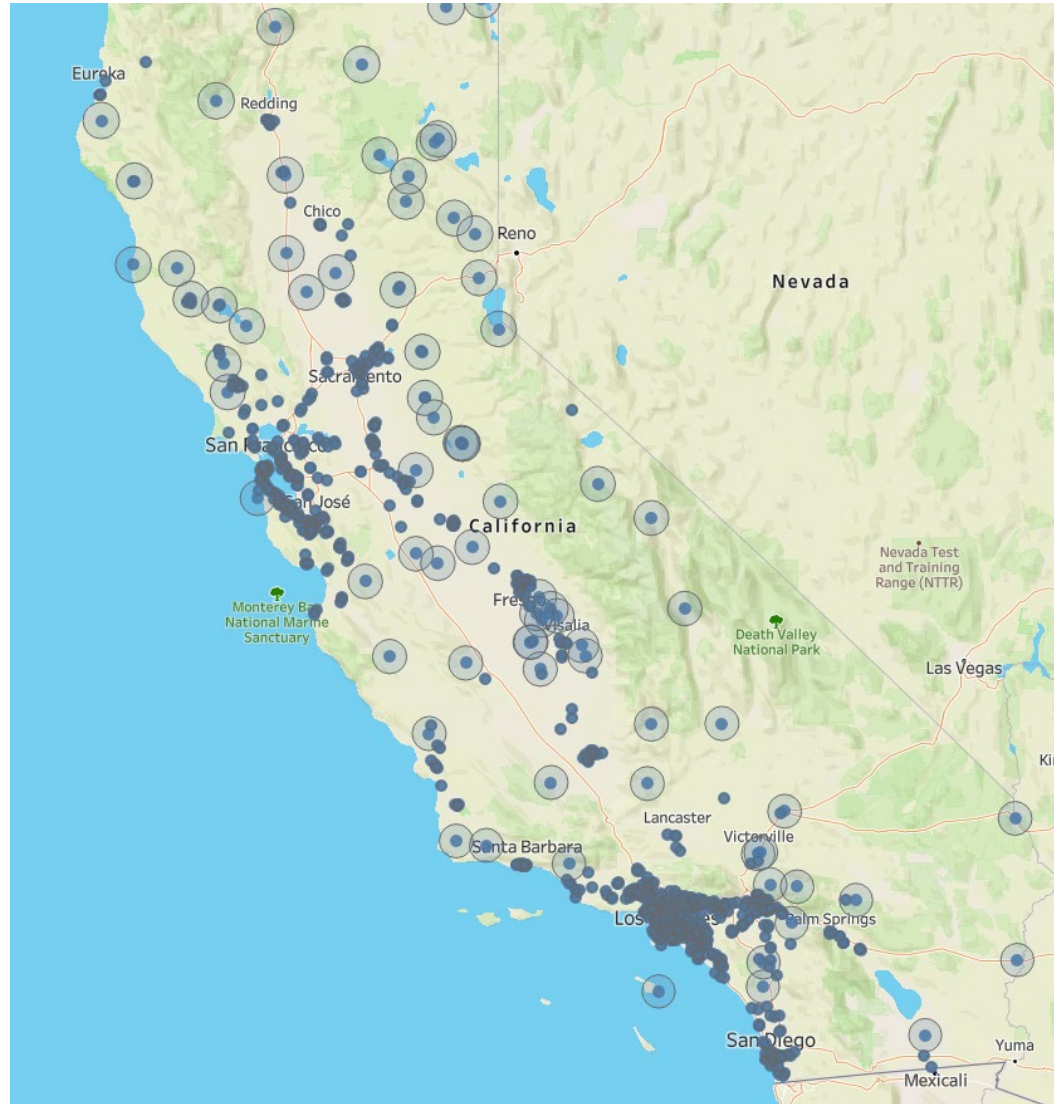 Eureka
Redding
Chico
Reno
Nevada
Sacramento
San Francisco
San José
California
Nevada Test
and Training
Range (NTTR)
Fresno
Monterey Bay
National Marine
Sanctuary
Visalia
Death Valley
National Park
Las Vegas
Ki
Lancaster
Victorville
Santa Barbara
Los Angeles
Palm Springs
San Diego
Yuma
Mexicali